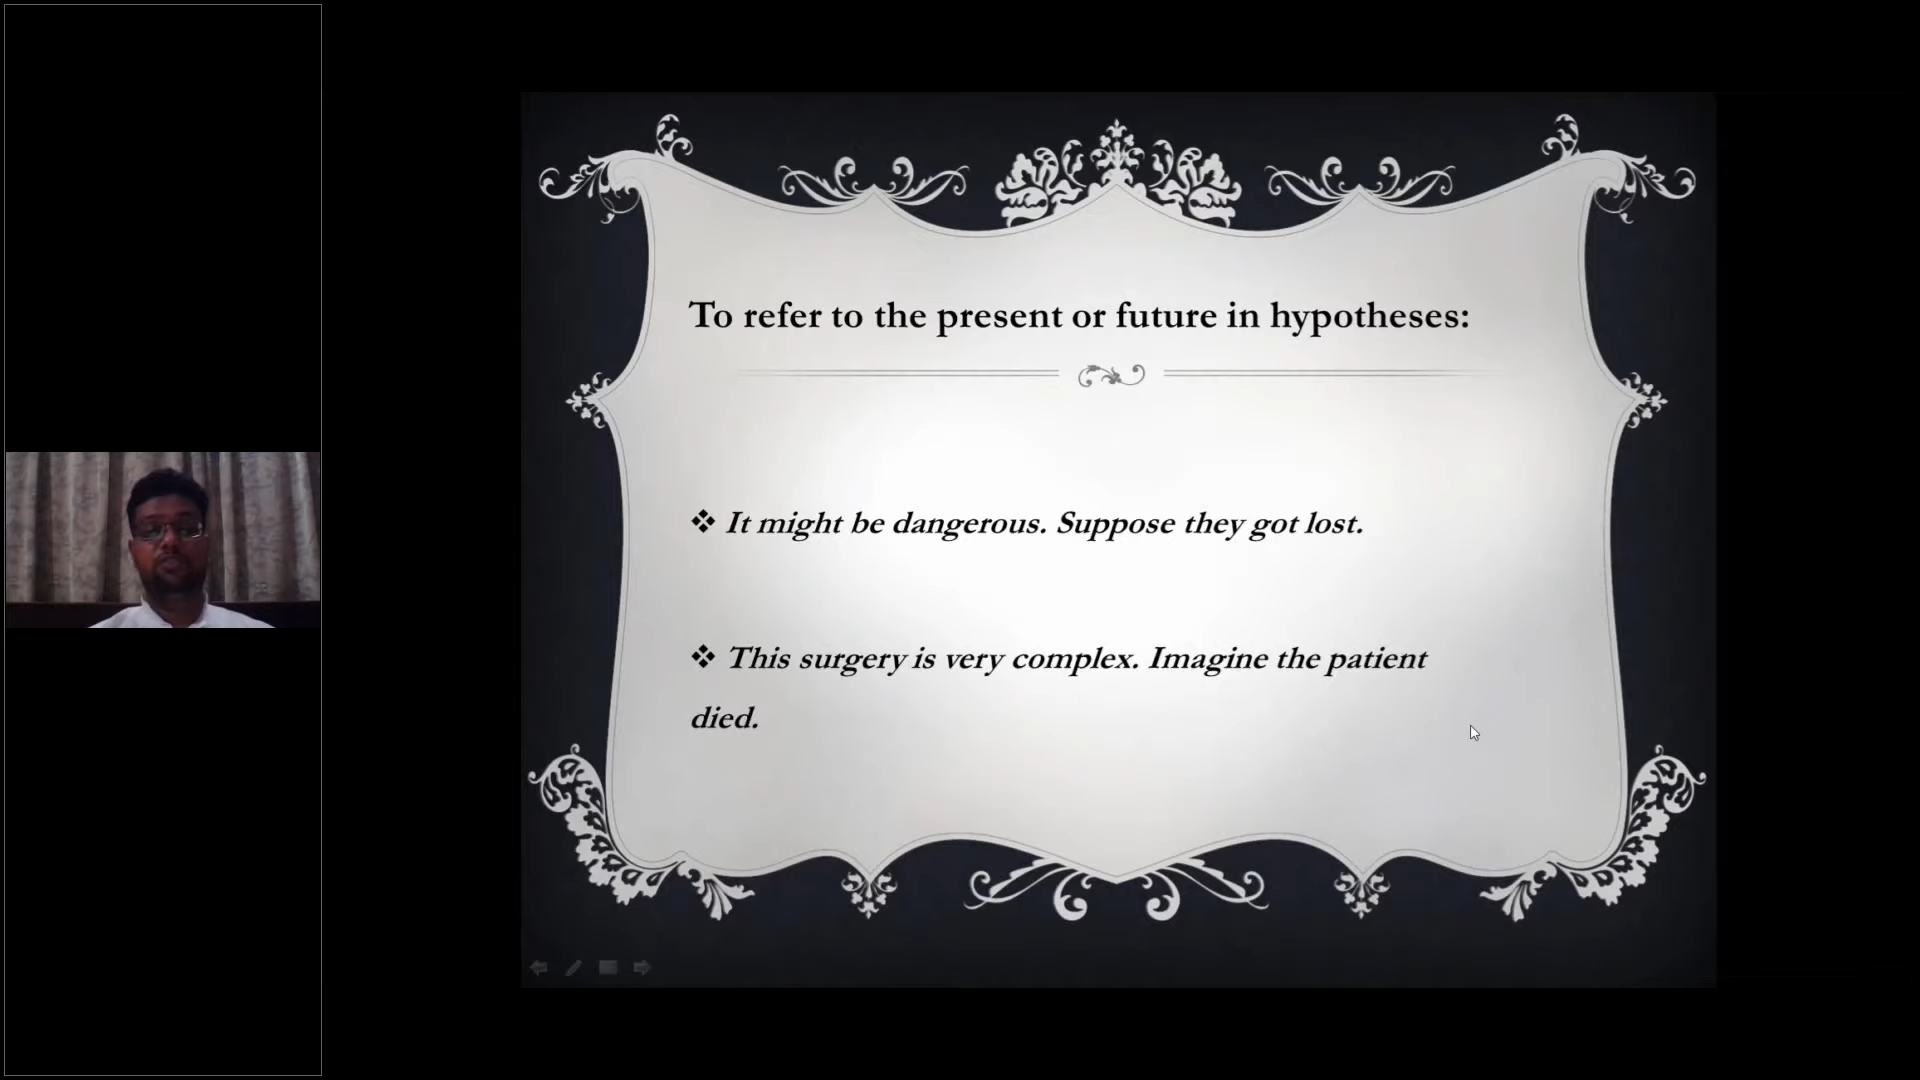 To refer to the present or future in hypotheses:
❖ It might be dangerous. Suppose they got lost.
❖ This surgery is very complex. Imagine the patient
died.